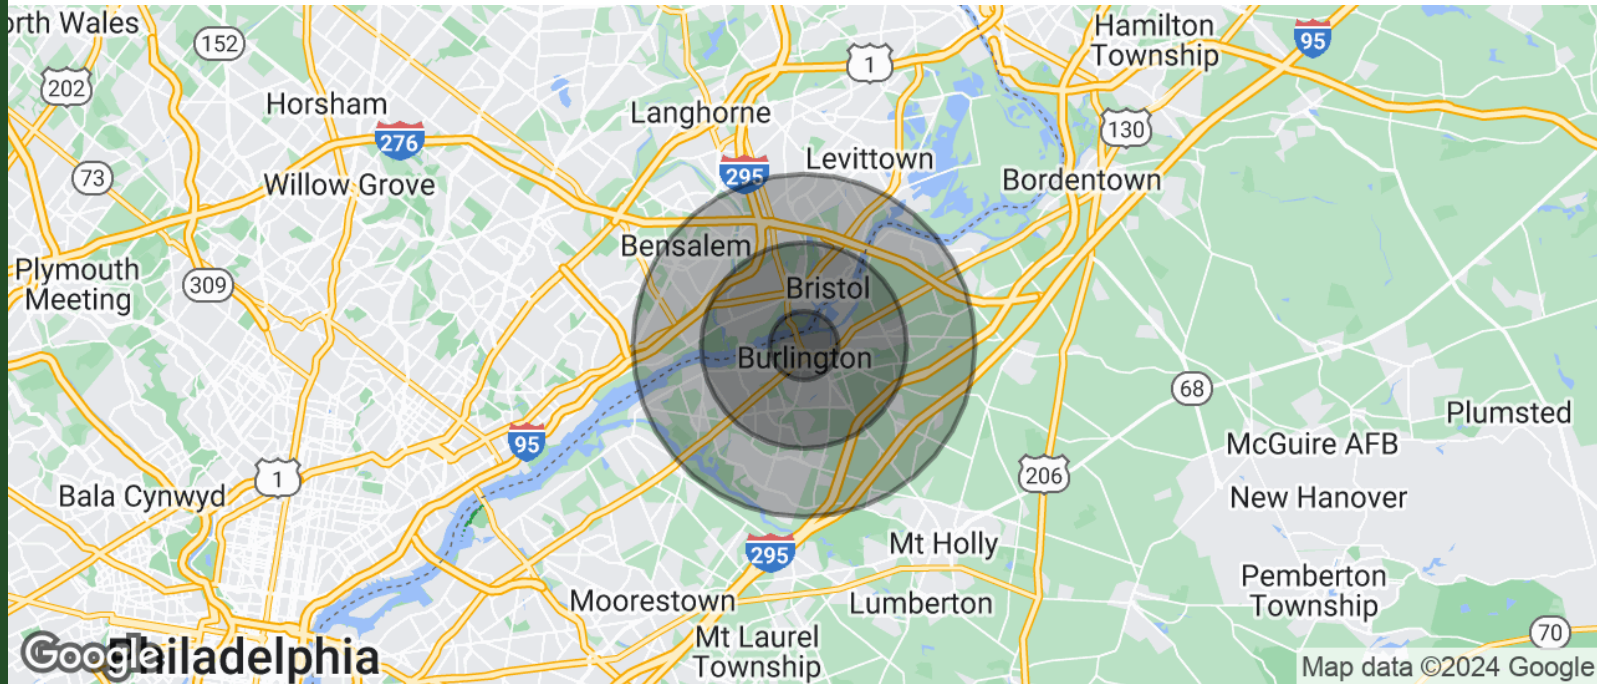 orth Wales
152
202
Horsham
276
73
Willow Grove
Plymouth
Meeting
309
Langhorne
1
295
Levittown
Hamilton
Township
95
130
Bordentown
Bensalem
Bristol
Burlington
68
Plumsted
McGuire AFB
206
New Hanover
95
1
Bala Cynwyd
295
Mt Holly
Moorestown
Lumberton
Pemberton
Township
Mt Laurel
Township
70
Google
Philadelphia
Map data ©2024 Google